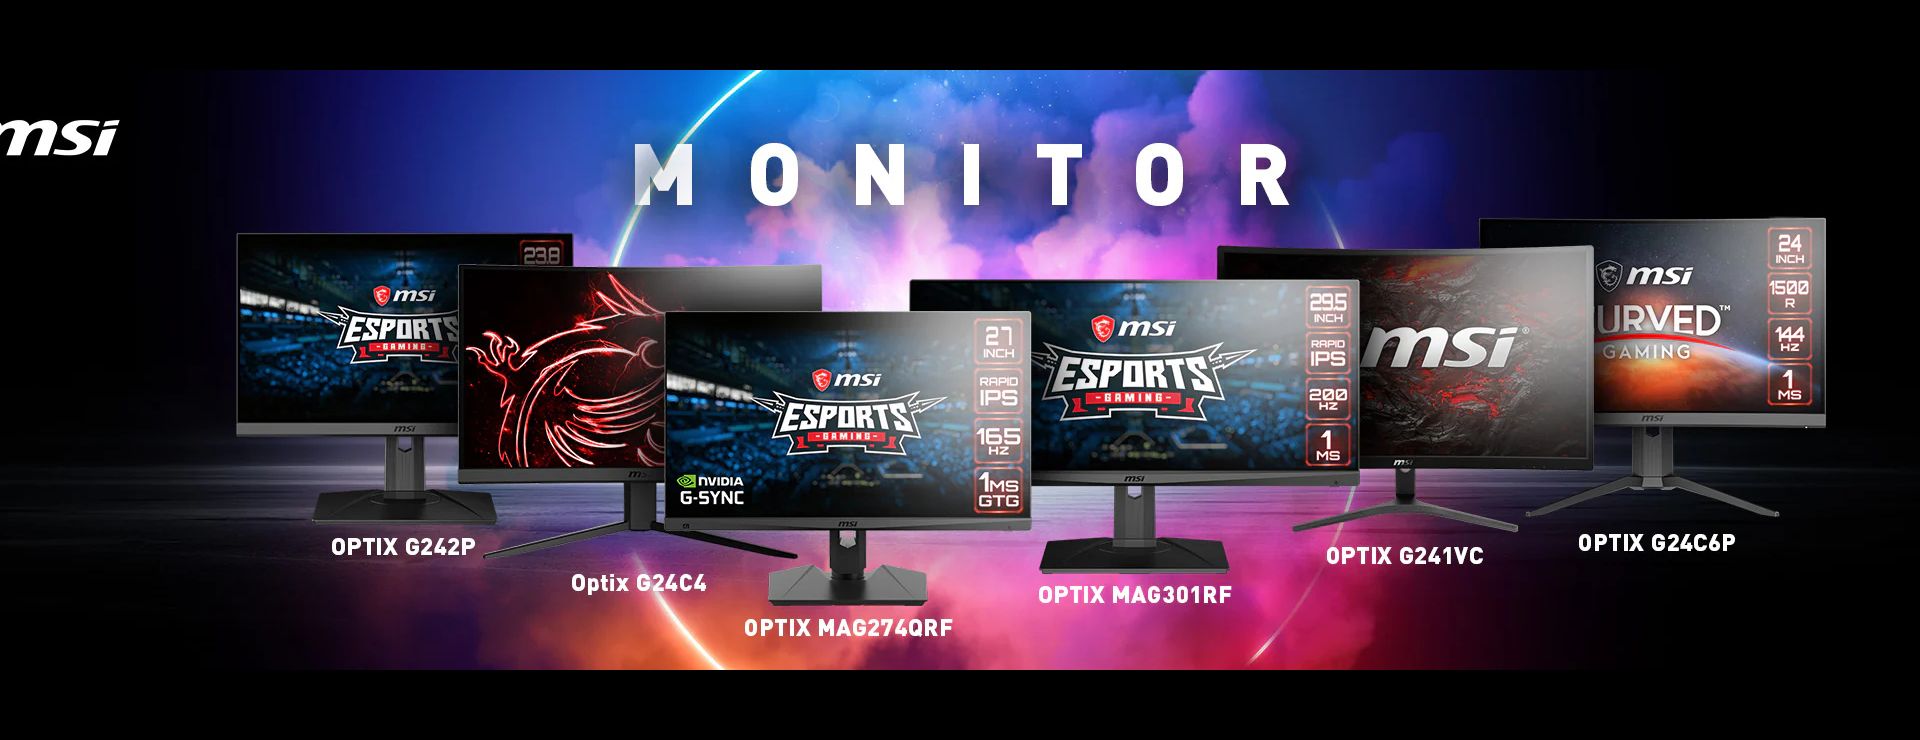 msi
MONITOR
23.8
msi
ESPORTS
GAMING
msi
OPTIX G242P
Optix G24C4
msi
ESPORTS
GAMING
27
INCH
RAPID
IPS
165
HZ
1MS
GTG
NVIDIA
G-SYNC
msi
OPTIX MAG274QRF
msi
ESPORTS
GAMING
29.5
INCH
RAPID
IPS
200
HZ
1
MS
msi
OPTIX MAG301RF
msi®
msi
OPTIX G241VC
msi
URVED™
GAMING
24
INCH
1500
R
144
HZ
1
MS
msi
OPTIX G24C6P